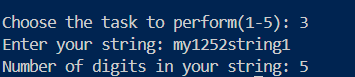 Choose the task to perform(1-5): 3
Enter your string: my1252string1
Number of digits in your string: 5